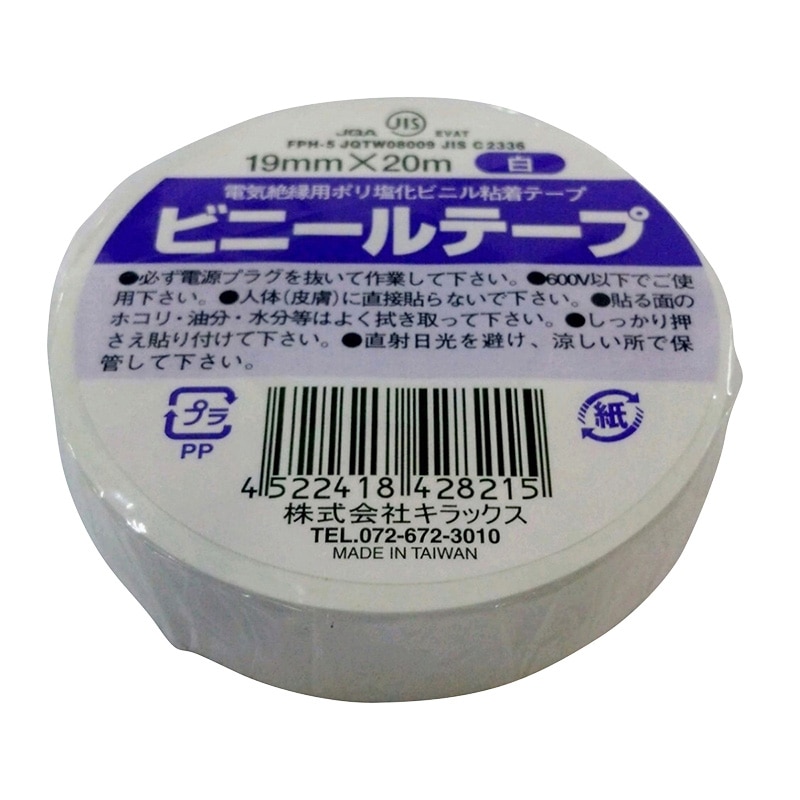 JIS
JQA EVAT
FPH-5 JQTW08009 JIS C 2336
19mm×20m 白
電気絶縁用ポリ塩化ビニル粘着テープ
ビニールテープ
●必ず電源プラグを抜いて作業して下さい。●600V以下でご使
用下さい。●人体(皮膚)に直接貼らないで下さい。●貼る面の
ホコリ・油分・水分等はよく拭き取って下さい。●しっかり押
さえ貼り付けて下さい。●直射日光を避け、涼しい所で保
管して下さい。
プラ
PP
紙
4522418428215
株式会社キラックス
TEL.072-672-3010
MADE IN TAIWAN